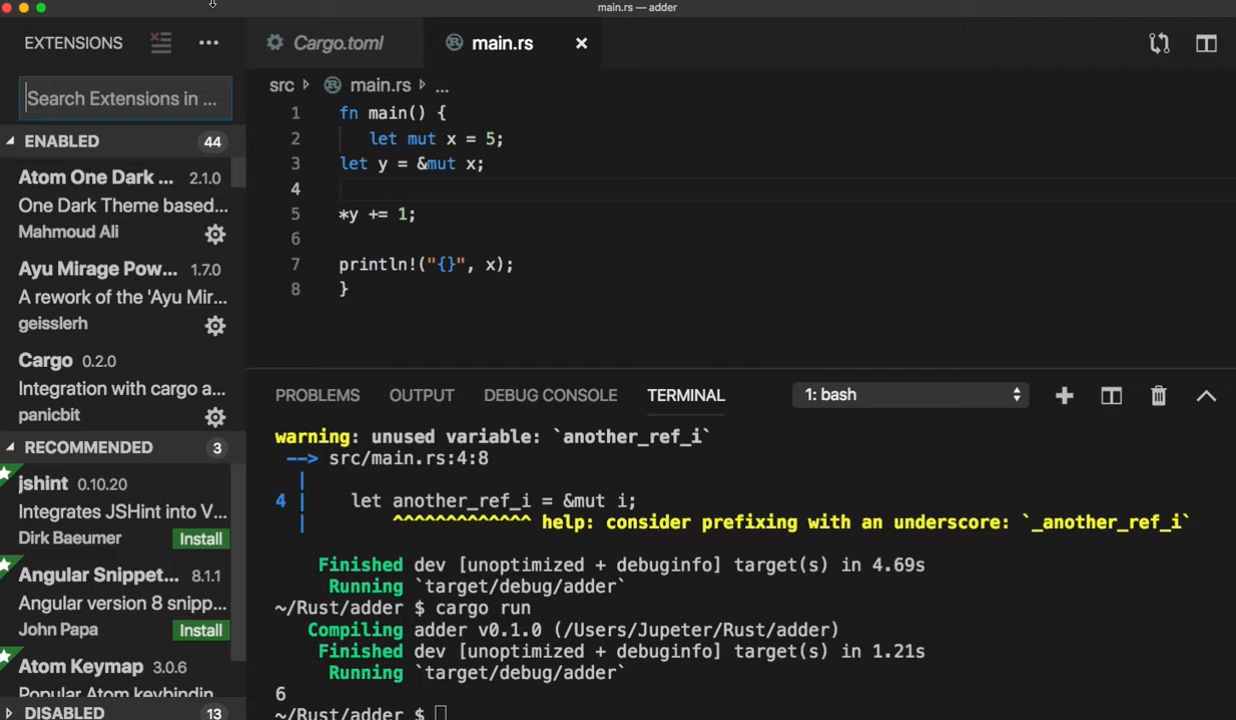 main.rs — adder
EXTENSIONS
Search Extensions in ...
ENABLED 44
Atom One Dark ... 2.1.0
One Dark Theme based...
Mahmoud Ali
Ayu Mirage Pow... 1.7.0
A rework of the 'Ayu Mir...
geisslerh
Cargo 0.2.0
Integration with cargo a...
panicbit
RECOMMENDED 3
jshint 0.10.20
Integrates JSHint into V...
Dirk Baeumer Install
Angular Snippet... 8.1.1
Angular version 8 snipp...
John Papa Install
Atom Keymap 3.0.6
Popular Atom keybindin
DISABLED 13
Cargo.toml main.rs
src main.rs ...
1 fn main() {
2 let mut x = 5;
3 let y = &mut x;
4
5 *y += 1;
6
7 println!("{}", x);
8 }
PROBLEMS OUTPUT DEBUG CONSOLE TERMINAL 1: bash
warning: unused variable: `another_ref_i`
--> src/main.rs:4:8
|
4 | let another_ref_i = &mut i;
| ^^^^^^^^^^^^^ help: consider prefixing with an underscore: `_another_ref_i`
Finished dev [unoptimized + debuginfo] target(s) in 4.69s
Running `target/debug/adder`
~/Rust/adder $ cargo run
Compiling adder v0.1.0 (/Users/Jupeter/Rust/adder)
Finished dev [unoptimized + debuginfo] target(s) in 1.21s
Running `target/debug/adder`
6
~/Rust/adder $